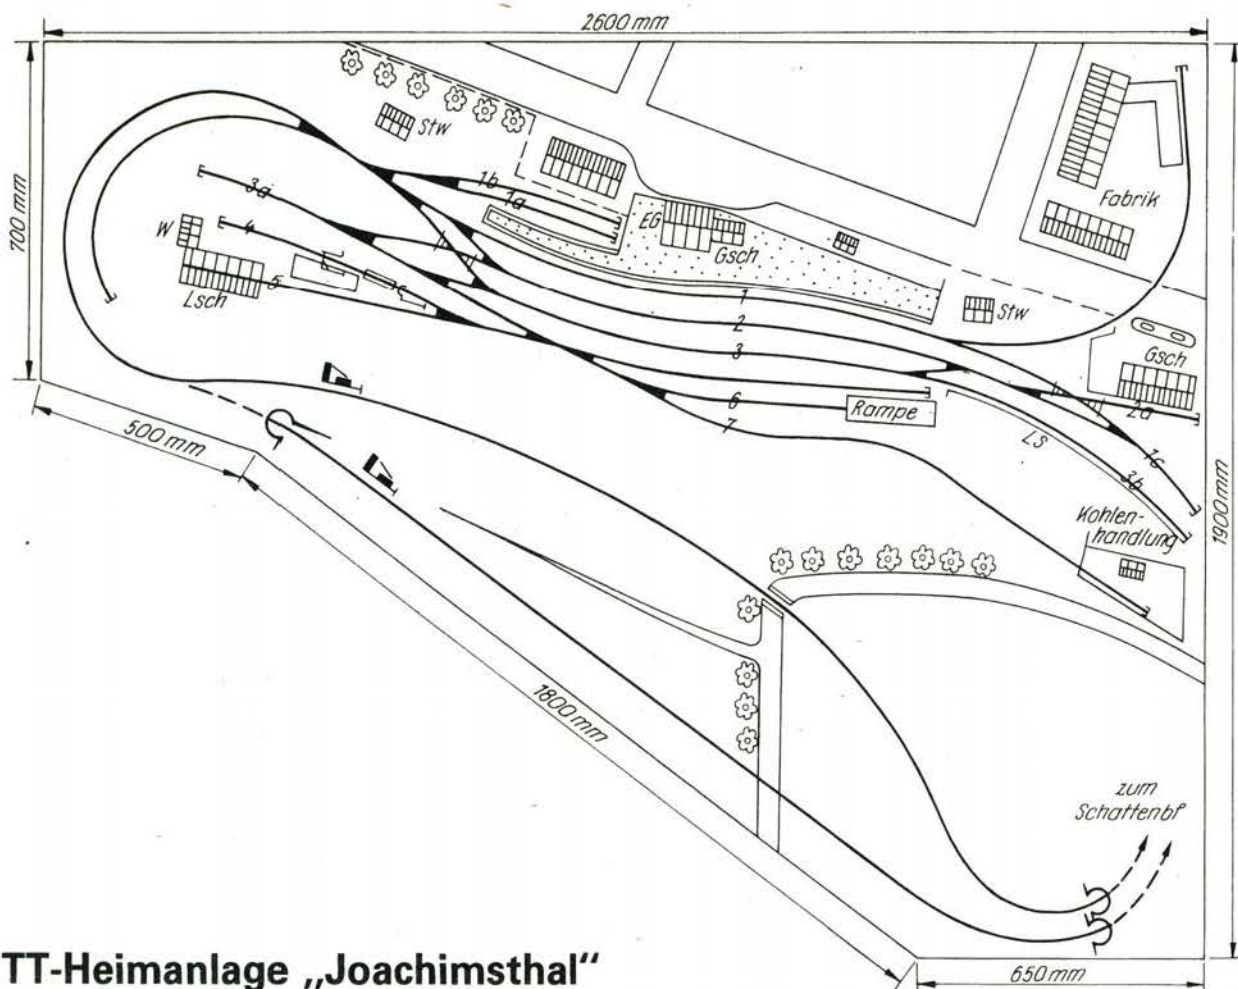 2600 mm
700 mm
Stw
3a
1b
1a
W
4
EG
Gsch
Fabrik
Lsch
5
1
2
3
Stw
Gsch
6
Rampe
2a
7
LS
1c
3b
500 mm
1900 mm
Kohlen-
handlung
1800 mm
zum
Schattenbf
650 mm
TT-Heimanlage „Joachimsthal“